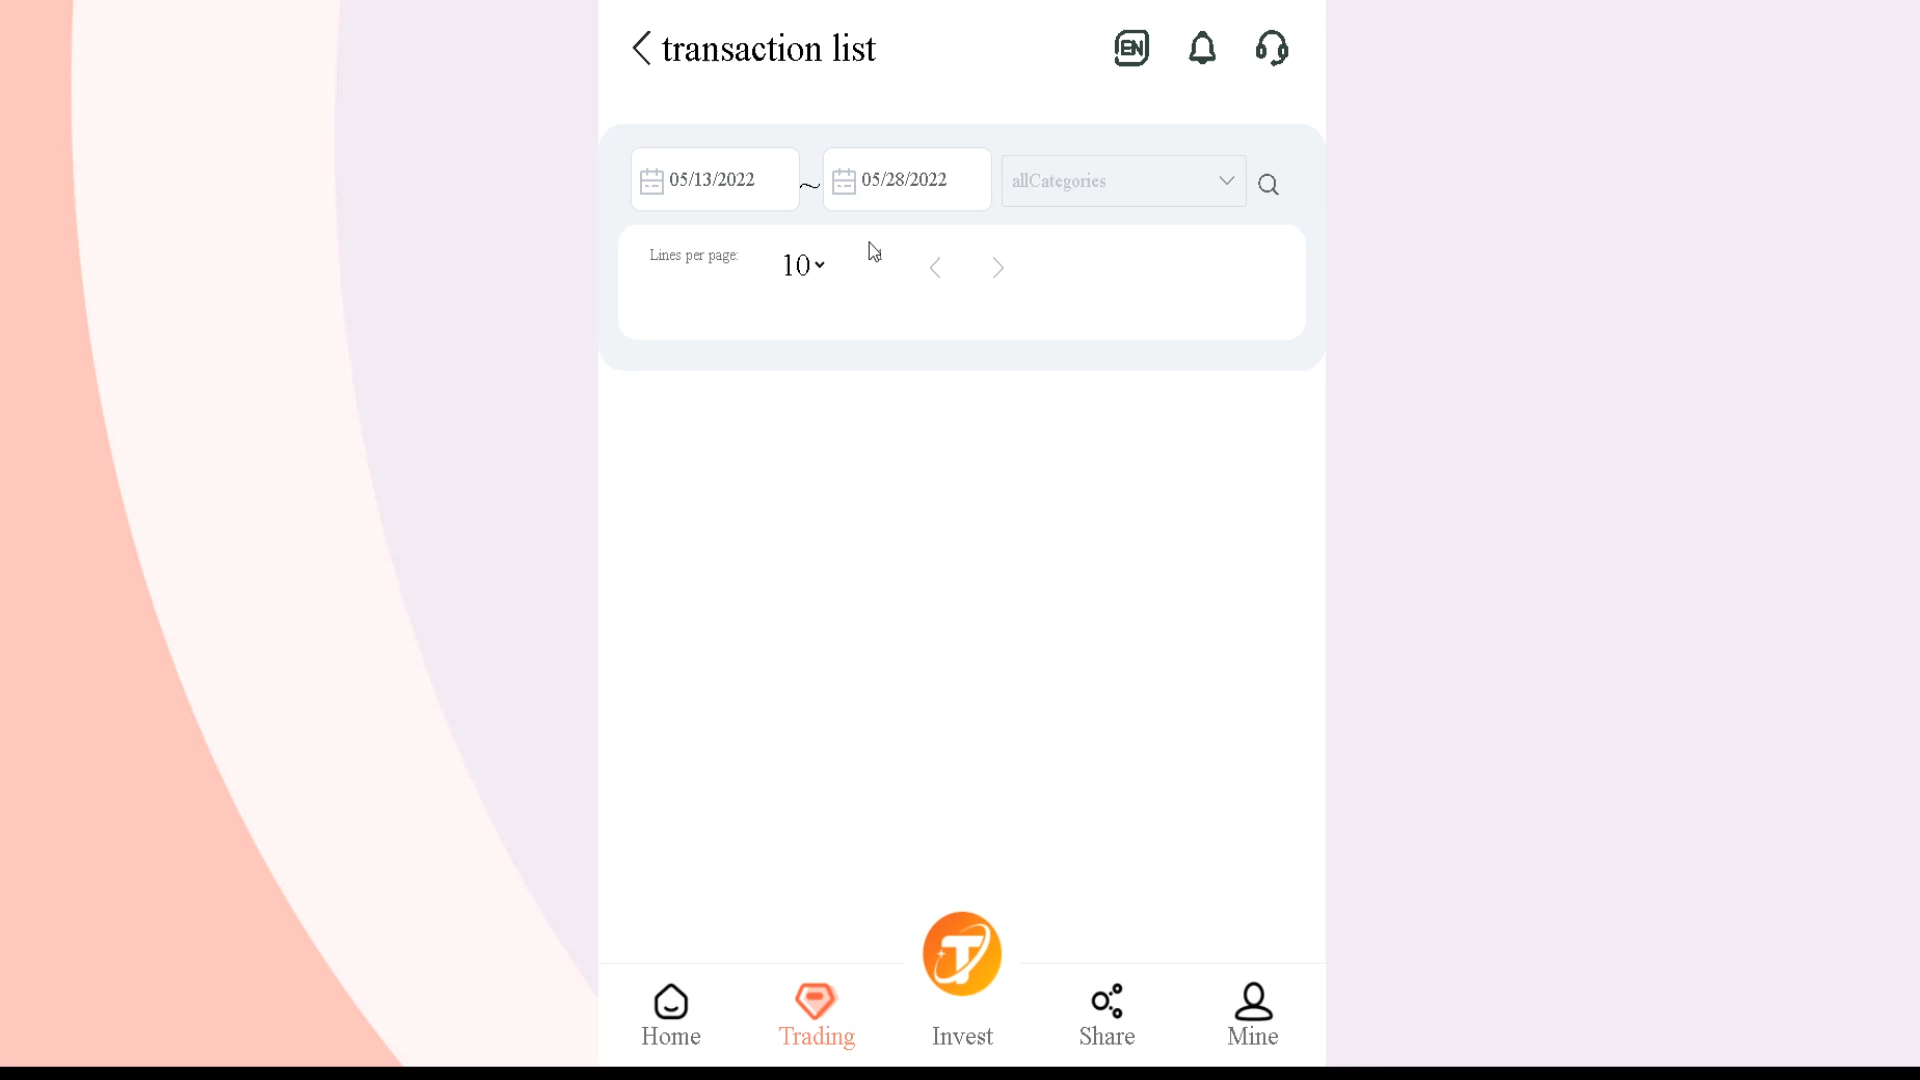 transaction list
EN
05/13/2022 ~ 05/28/2022 allCategories
Lines per page: 10
Home
Trading
Invest
Share
Mine